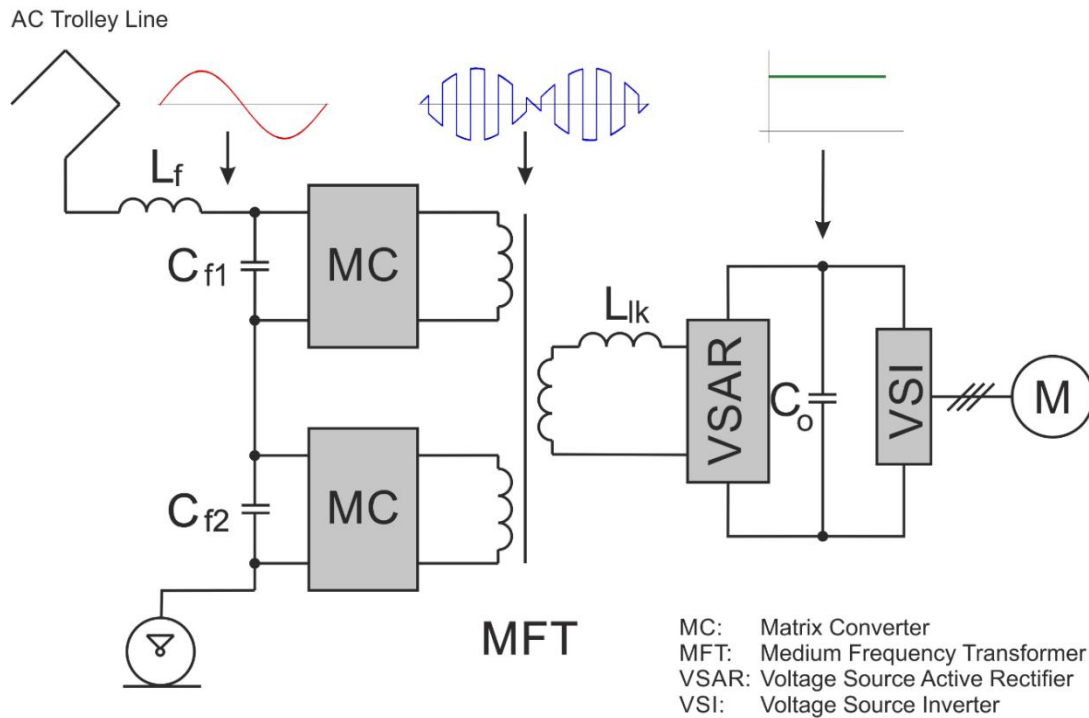 AC Trolley Line
Lf
Cf1
MC
Llk
VSAR
Co
VSI
M
Cf2
MC
MFT
MC: Matrix Converter
MFT: Medium Frequency Transformer
VSAR: Voltage Source Active Rectifier
VSI: Voltage Source Inverter